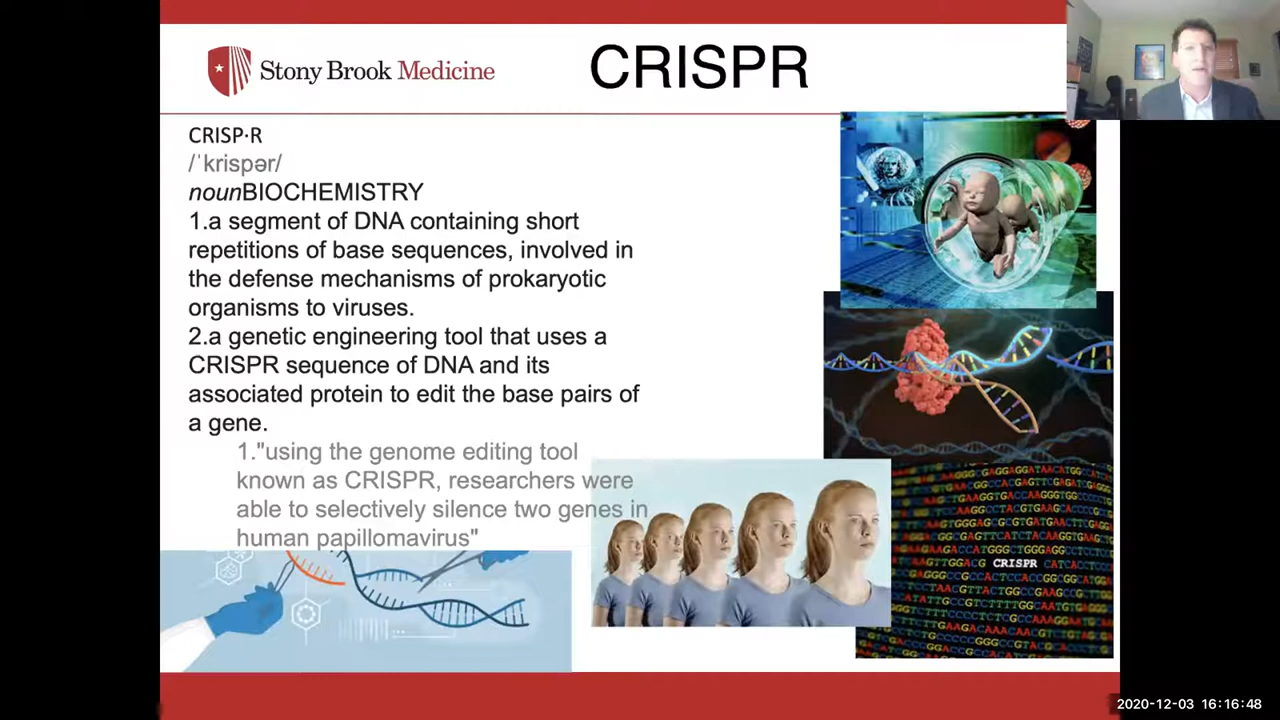 Stony Brook Medicine
CRISPR
CRISP·R
/ˈkrispər/
nounBIOCHEMISTRY
1.a segment of DNA containing short
repetitions of base sequences, involved in
the defense mechanisms of prokaryotic
organisms to viruses.
2.a genetic engineering tool that uses a
CRISPR sequence of DNA and its
associated protein to edit the base pairs of
a gene.
1."using the genome editing tool
known as CRISPR, researchers were
able to selectively silence two genes in
human papillomavirus"
CRISPR
2020-12-03 16:16:48